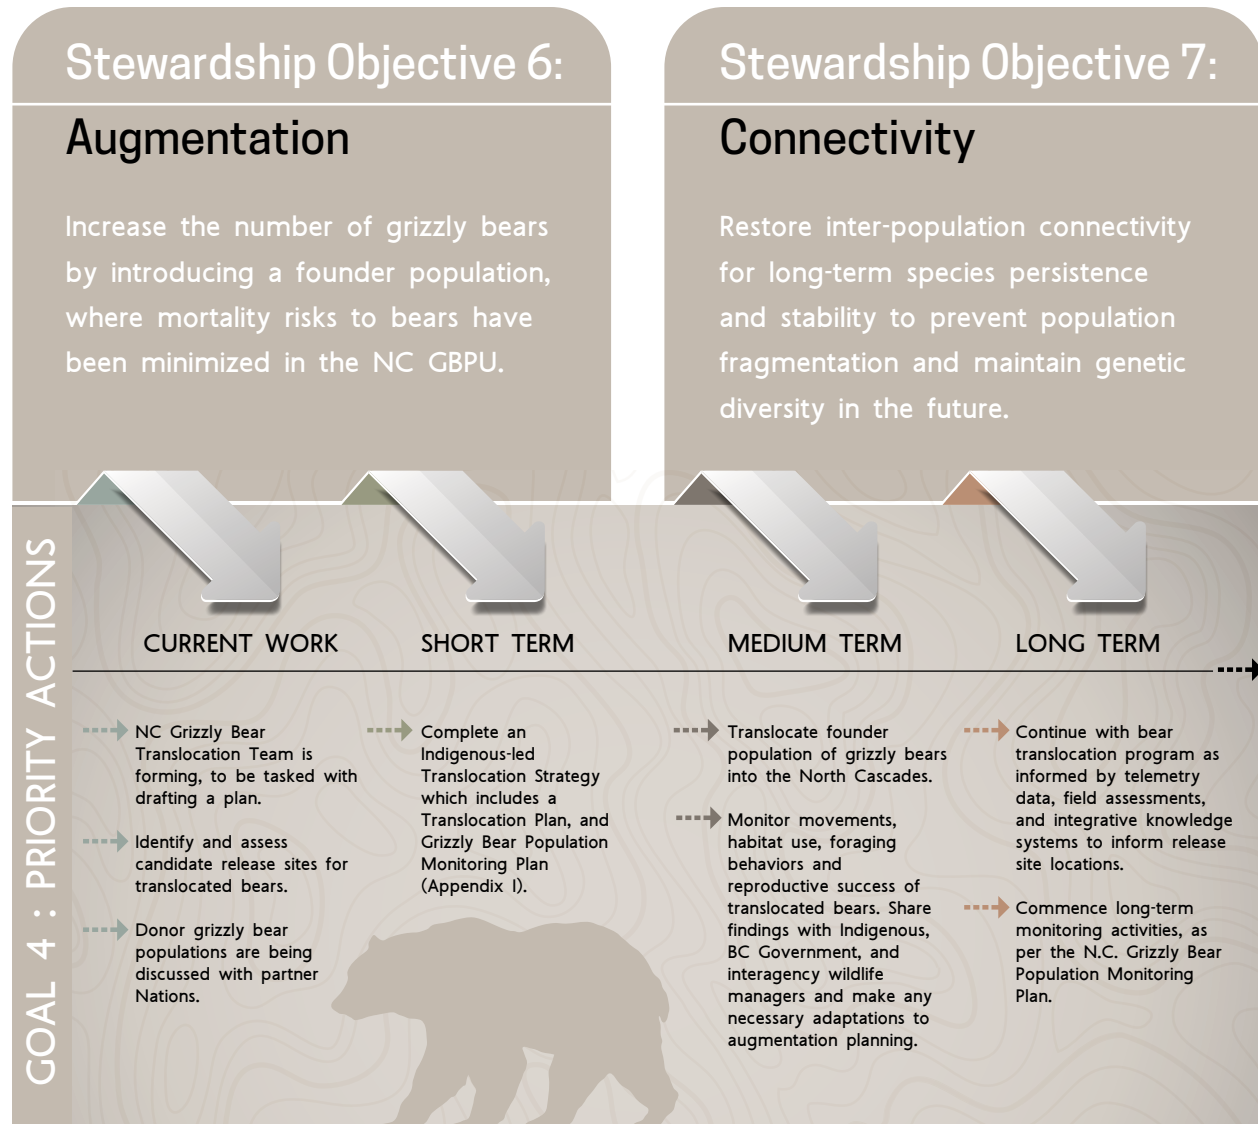 Stewardship Objective 6:
Augmentation
Increase the number of grizzly bears
by introducing a founder population,
where mortality risks to bears have
been minimized in the NC GBPU.
Stewardship Objective 7:
Connectivity
Restore inter-population connectivity
for long-term species persistence
and stability to prevent population
fragmentation and maintain genetic
diversity in the future.
GOAL 4 : PRIORITY ACTIONS
CURRENT WORK
NC Grizzly Bear
Translocation Team is
forming, to be tasked with
drafting a plan.
Identify and assess
candidate release sites for
translocated bears.
Donor grizzly bear
populations are being
discussed with partner
Nations.
SHORT TERM
Complete an
Indigenous-led
Translocation Strategy
which includes a
Translocation Plan, and
Grizzly Bear Population
Monitoring Plan
(Appendix I).
MEDIUM TERM
Translocate founder
population of grizzly bears
into the North Cascades.
Monitor movements,
habitat use, foraging
behaviors and
reproductive success of
translocated bears. Share
findings with Indigenous,
BC Government, and
interagency wildlife
managers and make any
necessary adaptations to
augmentation planning.
LONG TERM
Continue with bear
translocation program as
informed by telemetry
data, field assessments,
and integrative knowledge
systems to inform release
site locations.
Commence long-term
monitoring activities, as
per the N.C. Grizzly Bear
Population Monitoring
Plan.